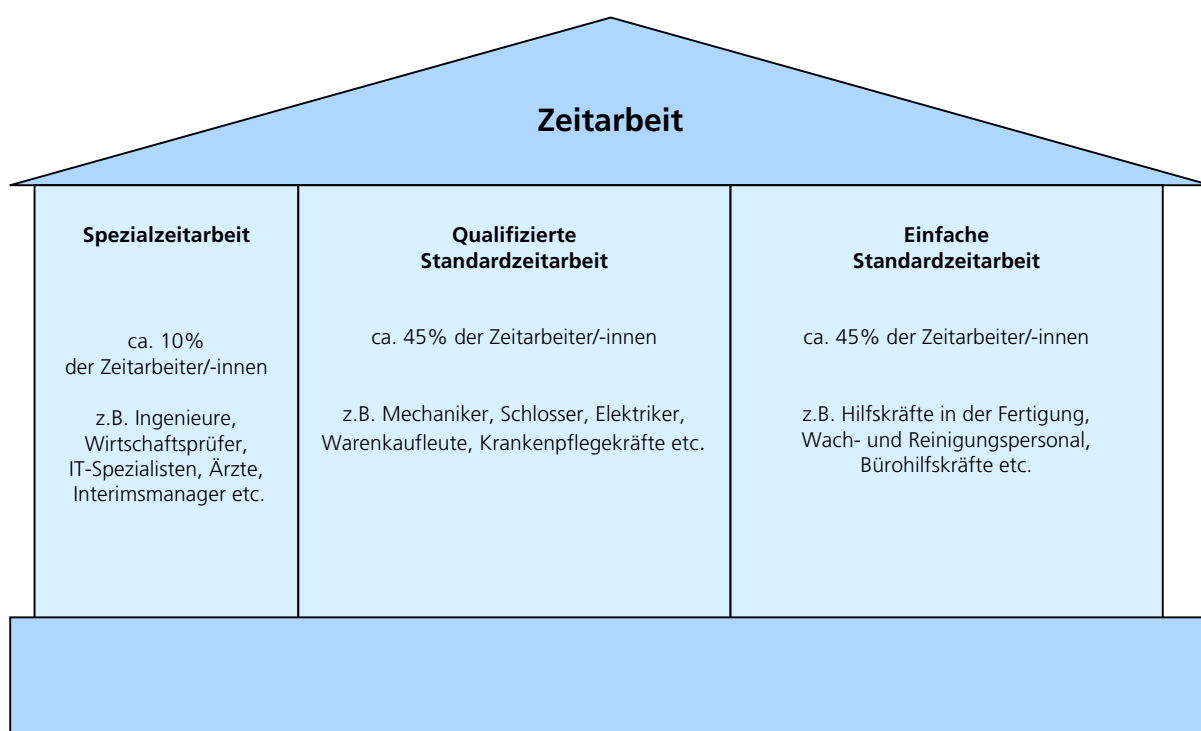 Zeitarbeit
Spezialzeitarbeit
ca. 10%
der Zeitarbeiter/-innen
z.B. Ingenieure,
Wirtschaftsprüfer,
IT-Spezialisten, Ärzte,
Interimsmanager etc.
Qualifizierte
Standardzeitarbeit
ca. 45% der Zeitarbeiter/-innen
z.B. Mechaniker, Schlosser, Elektriker,
Warenkaufleute, Krankenpflegekräfte etc.
Einfache
Standardzeitarbeit
ca. 45% der Zeitarbeiter/-innen
z.B. Hilfskräfte in der Fertigung,
Wach- und Reinigungspersonal,
Bürohilfskräfte etc.